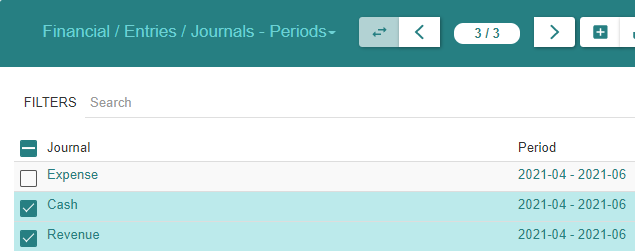 Financial / Entries / Journals - Periods
3 / 3
FILTERS Search
Journal Period
Expense 2021-04 - 2021-06
Cash 2021-04 - 2021-06
Revenue 2021-04 - 2021-06